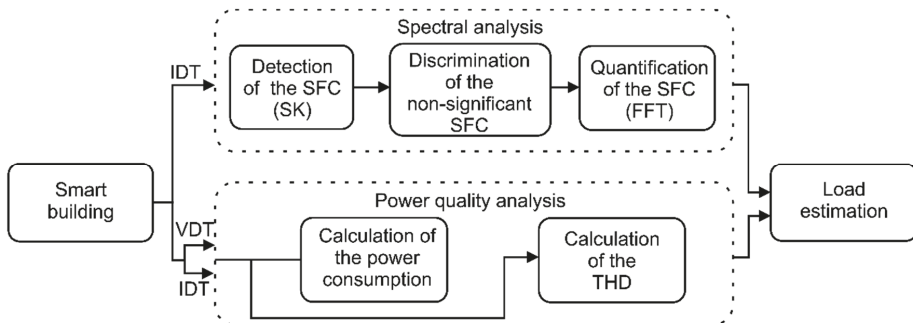 Spectral analysis
IDT
Detection
of the SFC
(SK)
Discrimination
of the
non-significant
SFC
Quantification
of the SFC
(FFT)
Smart
building
Load
estimation
Power quality analysis
VDT
IDT
Calculation of
the power
consumption
Calculation
of the
THD